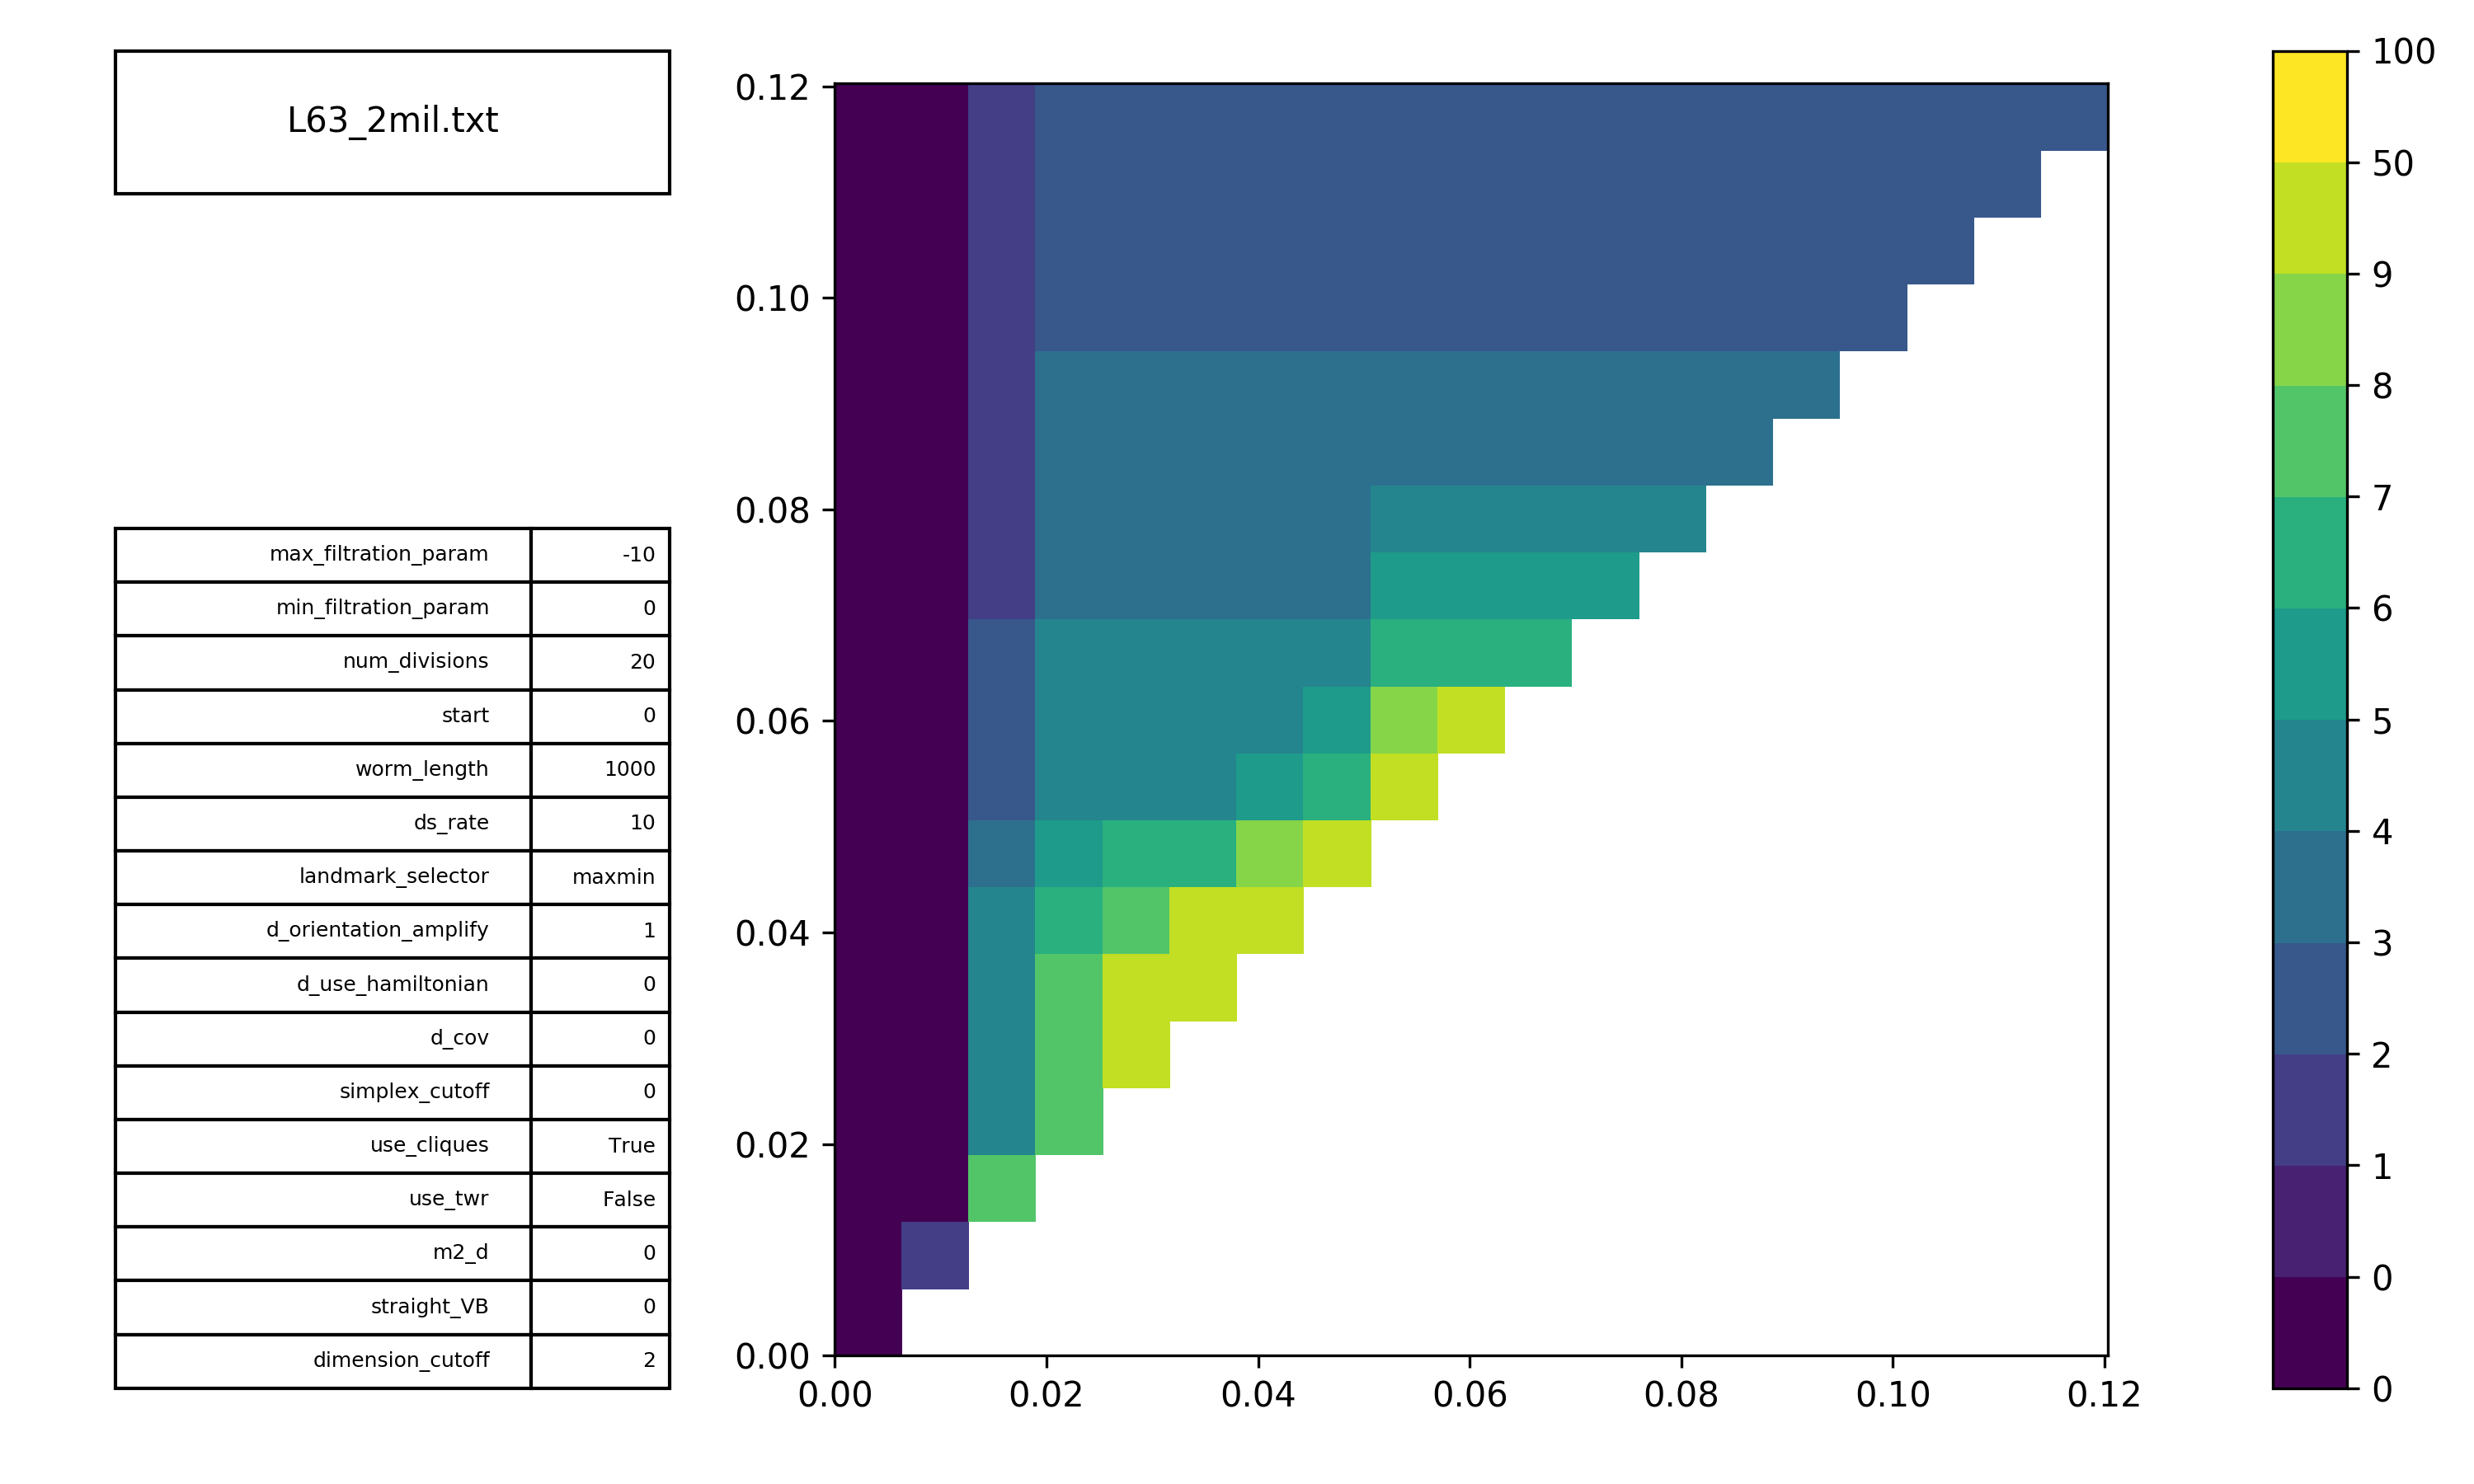 L63_2mil.txt
max_filtration_param -10
min_filtration_param 0
num_divisions 20
start 0
worm_length 1000
ds_rate 10
landmark_selector maxmin
d_orientation_amplify 1
d_use_hamiltonian 0
d_cov 0
simplex_cutoff 0
use_cliques True
use_twr False
m2_d 0
straight_VB 0
dimension_cutoff 2
0.12
0.10
0.08
0.06
0.04
0.02
0.00
0.00 0.02 0.04 0.06 0.08 0.10 0.12
100
50
9
8
7
6
5
4
3
2
1
0
0